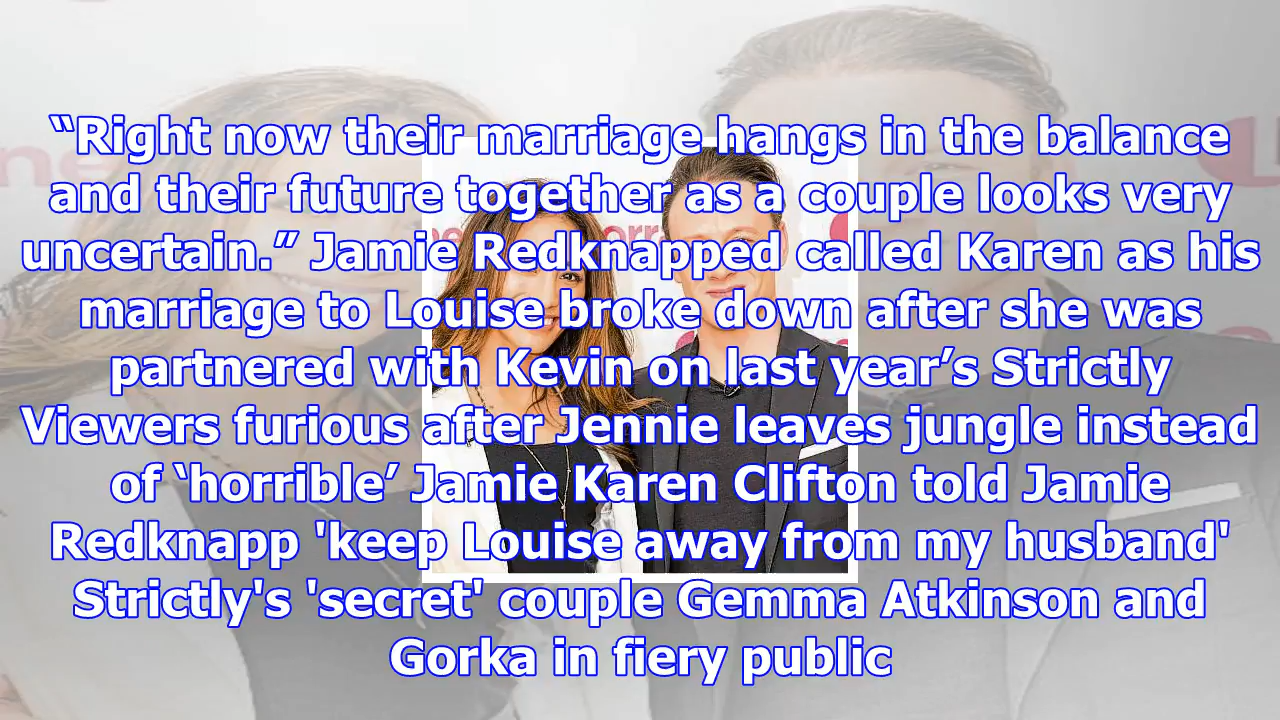 “Right now their marriage hangs in the balance
and their future together as a couple looks very
uncertain.” Jamie Redknapped called Karen as his
marriage to Louise broke down after she was
partnered with Kevin on last year’s Strictly
Viewers furious after Jennie leaves jungle instead
of ‘horrible’ Jamie Karen Clifton told Jamie
Redknapp 'keep Louise away from my husband'
Strictly's 'secret' couple Gemma Atkinson and
Gorka in fiery public